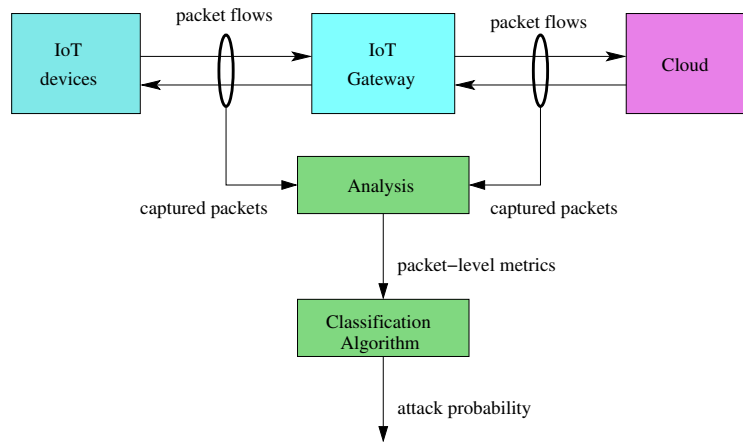 packet flows
packet flows
IoT
devices
IoT
Gateway
Cloud
Analysis
captured packets
captured packets
packet−level metrics
Classification
Algorithm
attack probability